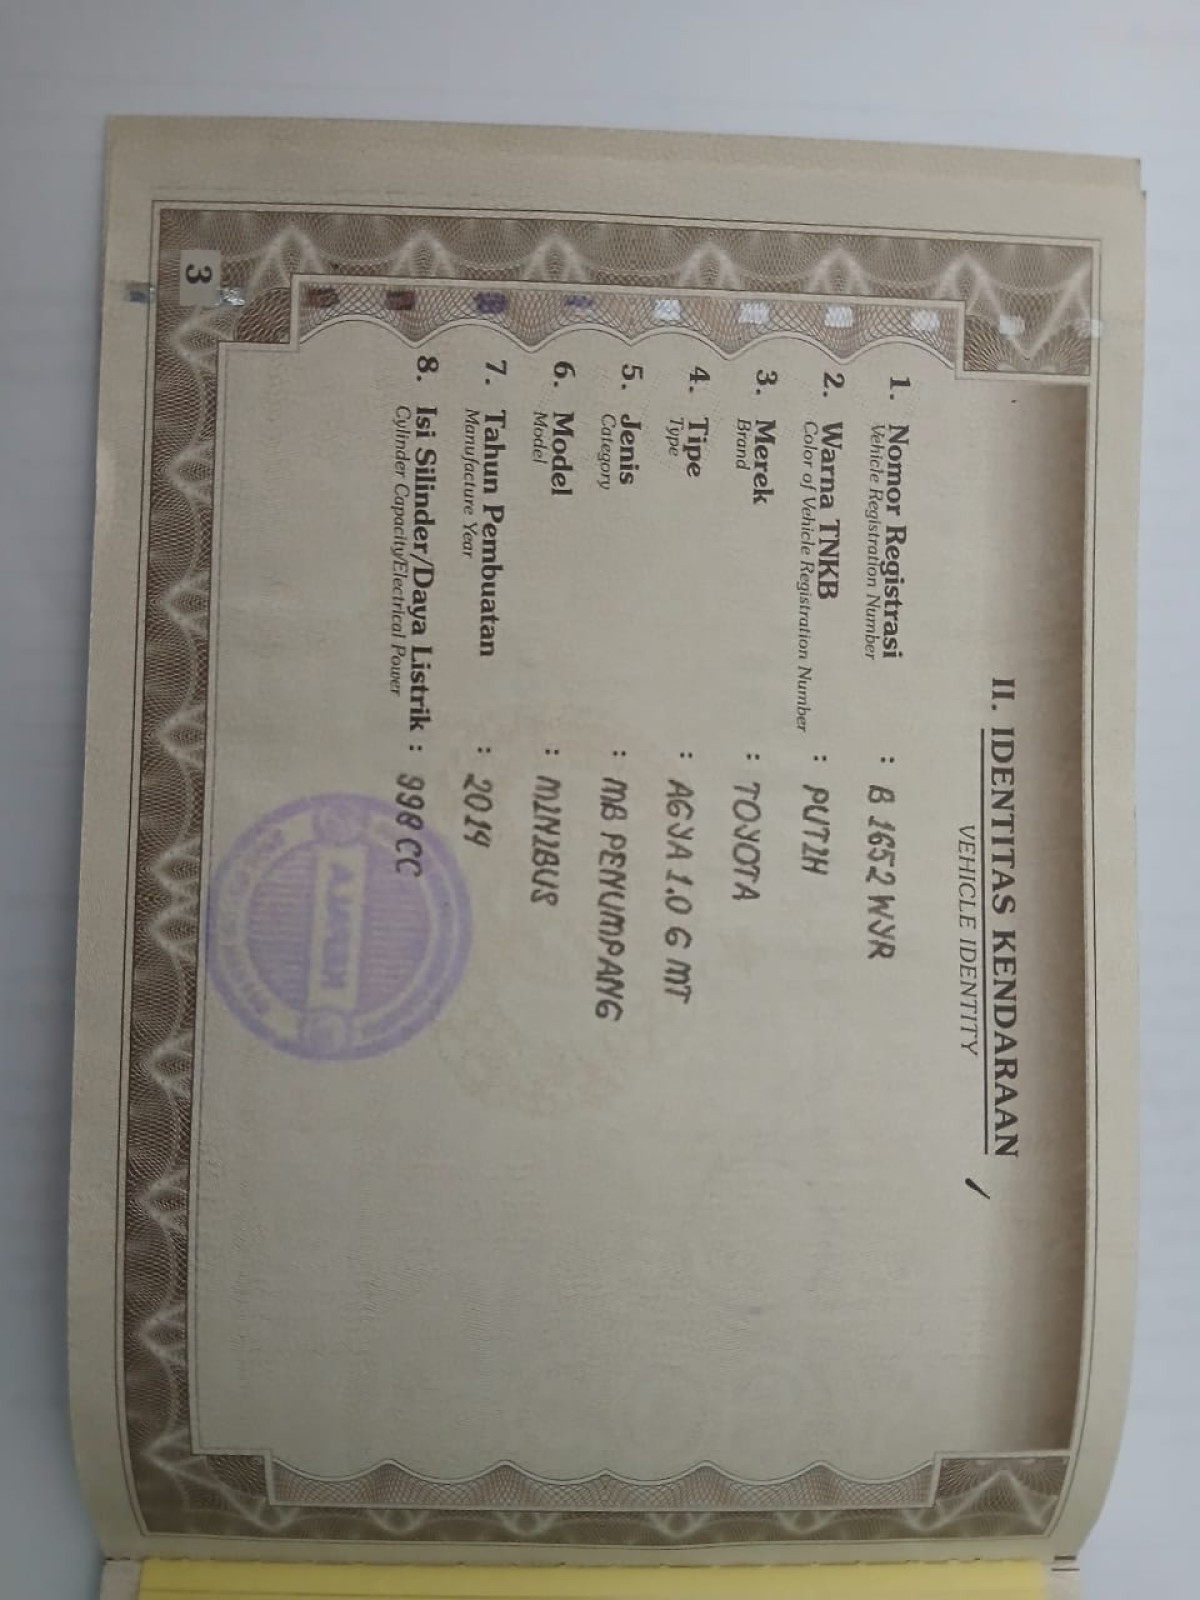 II. IDENTITAS KENDARAAN
VEHICLE IDENTITY
1. Nomor Registrasi : B 1652 WYR
Vehicle Registration Number
2. Warna TNKB : PUTIH
Color of Vehicle Registration Number
3. Merek : TOYOTA
Brand
4. Tipe : AGYA 1.0 G MT
Type
5. Jenis : MB PENUMPANG
Category
6. Model : MINIBUS
Model
7. Tahun Pembuatan : 2014
Manufacture Year
8. Isi Silinder/Daya Listrik : 998 CC
Cylinder Capacity/Electrical Power
3